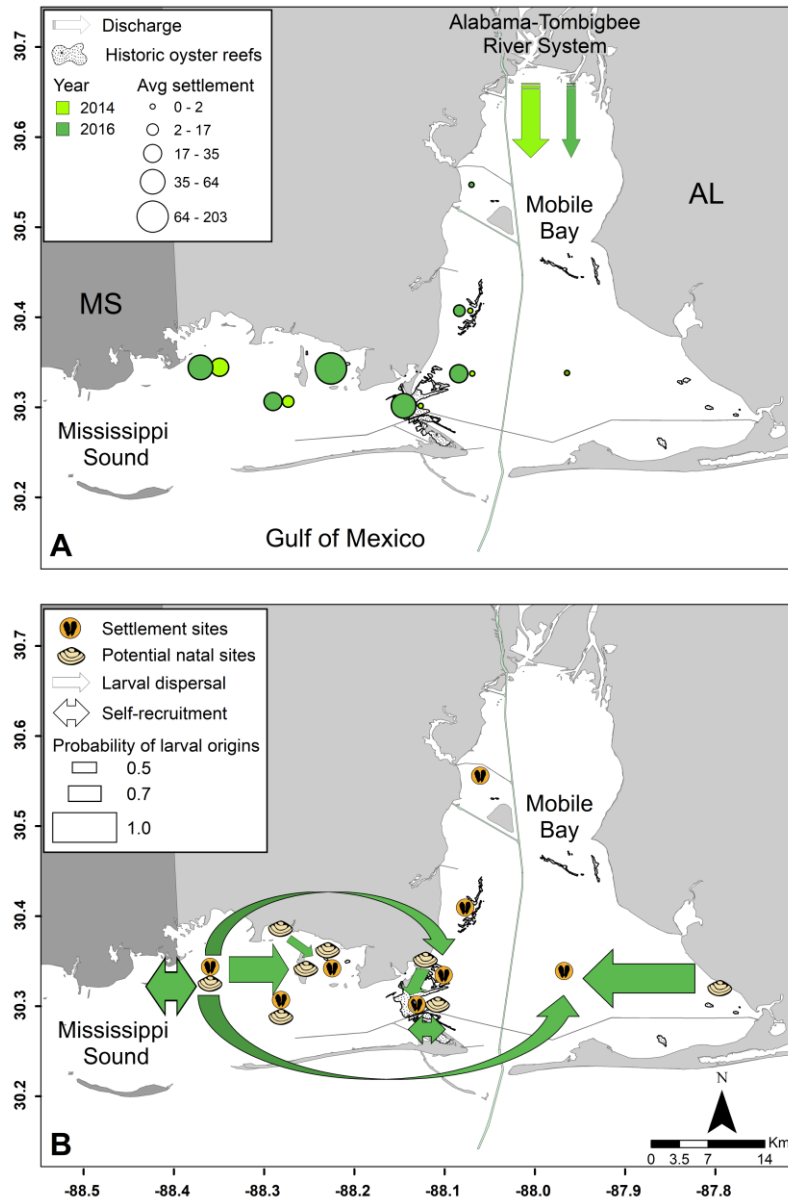 Discharge
Historic oyster reefs
Year
Avg settlement
2014
2016
0 - 2
2 - 17
17 - 35
35 - 64
64 - 203
Alabama-Tombigbee
River System
Mobile
Bay
AL
MS
Mississippi
Sound
Gulf of Mexico
A
30.7
30.6
30.5
30.4
30.3
30.2
Settlement sites
Potential natal sites
Larval dispersal
Self-recruitment
Probability of larval origins
0.5
0.7
1.0
Mobile
Bay
Mississippi
Sound
B
N
Km
0 3.5 7 14
30.7
30.6
30.5
30.4
30.3
30.2
-88.5 -88.4 -88.3 -88.2 -88.1 -88.0 -87.9 -87.8